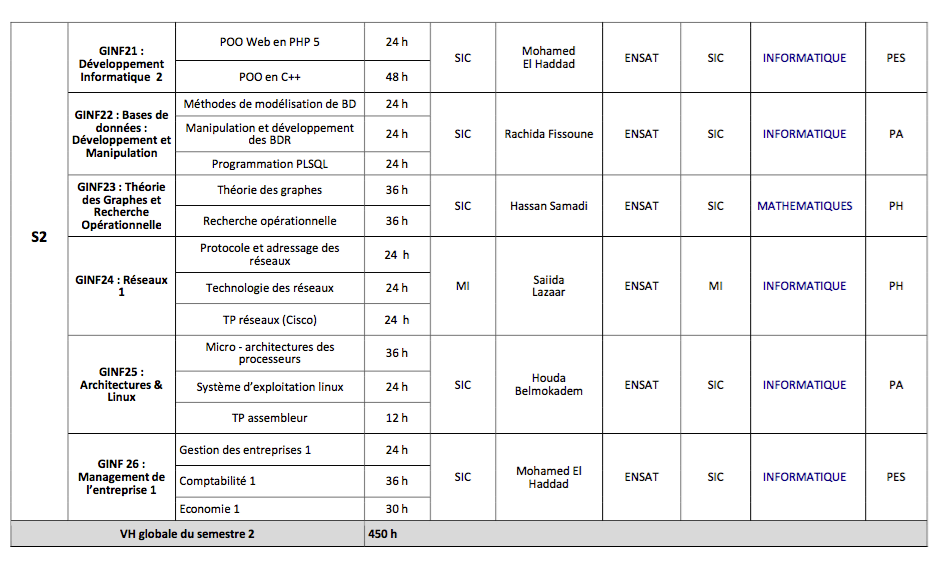 S2
GINF21 :
Développement
Informatique 2
POO Web en PHP 5
24 h
POO en C++
48 h
SIC
Mohamed
El Haddad
ENSAT
SIC
INFORMATIQUE
PES
GINF22 : Bases de
données :
Développement et
Manipulation
Méthodes de modélisation de BD
24 h
Manipulation et développement
des BDR
24 h
Programmation PLSQL
24 h
SIC
Rachida Fissoune
ENSAT
SIC
INFORMATIQUE
PA
GINF23 : Théorie
des Graphes et
Recherche
Opérationnelle
Théorie des graphes
36 h
Recherche opérationnelle
36 h
SIC
Hassan Samadi
ENSAT
SIC
MATHEMATIQUES
PH
GINF24 : Réseaux
1
Protocole et adressage des
réseaux
24 h
Technologie des réseaux
24 h
TP réseaux (Cisco)
24 h
MI
Saiida
Lazaar
ENSAT
MI
INFORMATIQUE
PH
GINF25 :
Architectures &
Linux
Micro - architectures des
processeurs
36 h
Système d’exploitation linux
24 h
TP assembleur
12 h
SIC
Houda
Belmokadem
ENSAT
SIC
INFORMATIQUE
PA
GINF 26 :
Management de
l’entreprise 1
Gestion des entreprises 1
24 h
Comptabilité 1
36 h
Economie 1
30 h
SIC
Mohamed El
Haddad
ENSAT
SIC
INFORMATIQUE
PES
VH globale du semestre 2
450 h